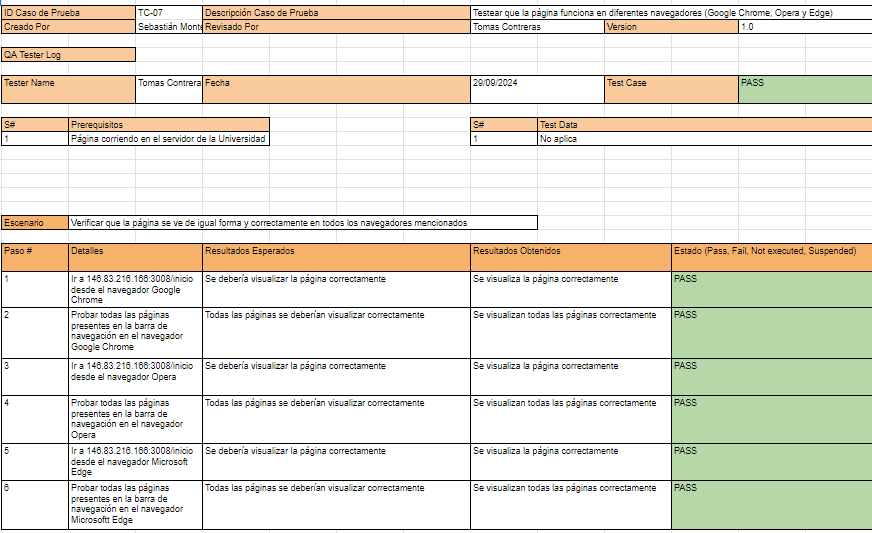 ID Caso de Prueba TC-07 Descripción Caso de Prueba Testear que la página funciona en diferentes navegadores (Google Chrome, Opera y Edge)
Creado Por Sebastián Monte Revisado Por Tomas Contreras Version 1.0
QA Tester Log
Tester Name Tomas Contrera Fecha 29/09/2024 Test Case PASS
S# Prerequisitos S# Test Data
1 Página corriendo en el servidor de la Universidad 1 No aplica
Escenario Verificar que la página se ve de igual forma y correctamente en todos los navegadores mencionados
Paso # Detalles Resultados Esperados Resultados Obtenidos Estado (Pass, Fail, Not executed, Suspended)
1 Ir a 146.83.216.166:3008/inicio Se debería visualizar la página correctamente Se visualiza la página correctamente PASS
desde el navegador Google
Chrome
2 Probar todas las páginas Todas las páginas se deberían visualizar correctamente Se visualizan todas las páginas correctamente PASS
presentes en la barra de
navegación en el navegador
Google Chrome
3 Ir a 146.83.216.166:3008/inicio Se debería visualizar la página correctamente Se visualiza la página correctamente PASS
desde el navegador Opera
4 Probar todas las páginas Todas las páginas se deberían visualizar correctamente Se visualizan todas las páginas correctamente PASS
presentes en la barra de
navegación en el navegador
Opera
5 Ir a 146.83.216.166:3008/inicio Se debería visualizar la página correctamente Se visualiza la página correctamente PASS
desde el navegador Microsoft
Edge
6 Probar todas las páginas Todas las páginas se deberían visualizar correctamente Se visualizan todas las páginas correctamente PASS
presentes en la barra de
navegación en el navegador
Microsoftt Edge